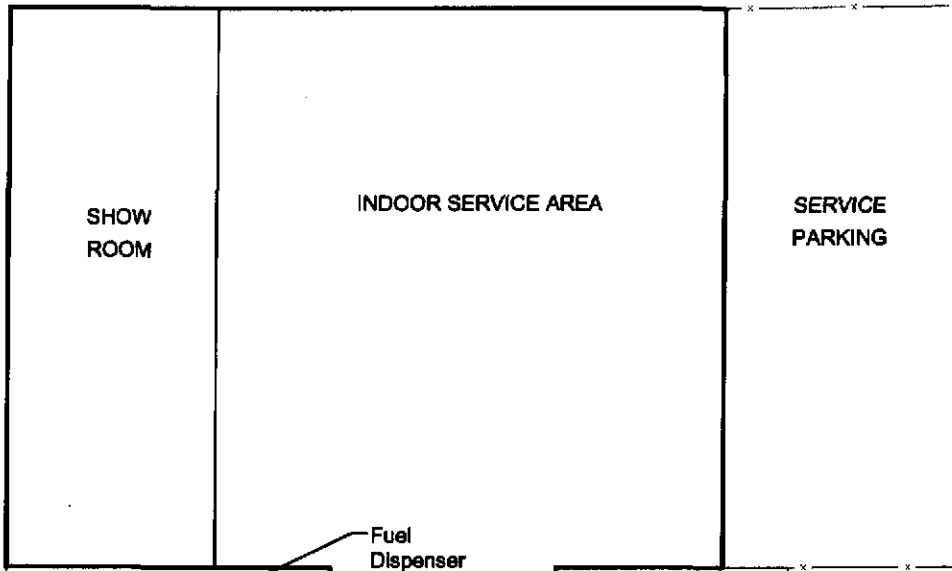 SHOW
ROOM
INDOOR SERVICE AREA
SERVICE
PARKING
Fuel
Dispenser